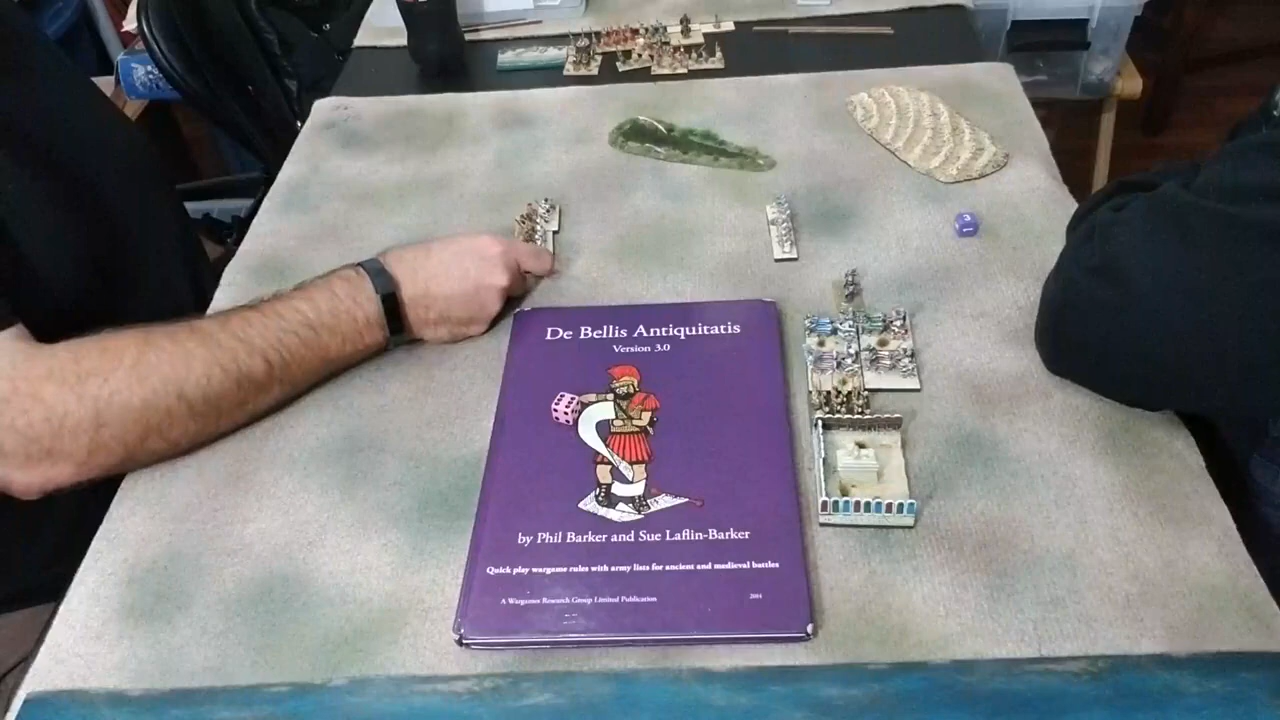 De Bellis Antiquitatis
Version 3.0
by Phil Barker and Sue Laflin-Barker
Quick play wargame rules with army lists for ancient and medieval battles
A Wargames Research Group Limited Publication
2014